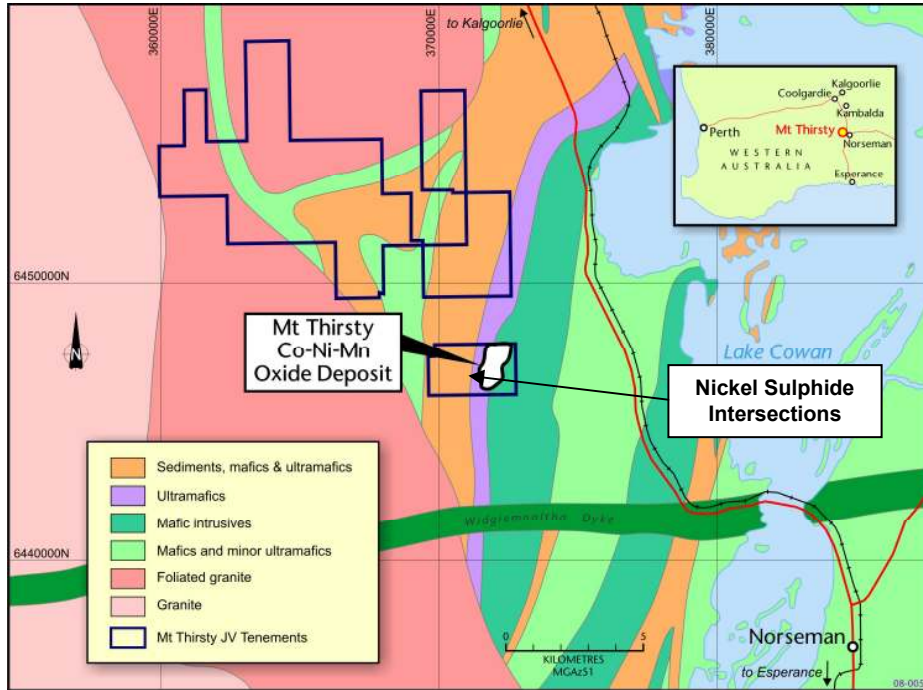 360000E
370000E
380000E
to Kalgoorlie
Kalgoorlie
Coolgardie
Kambalda
Perth
Mt Thirsty
Norseman
WESTERN
AUSTRALIA
Esperance
6450000N
N
Mt Thirsty
Co-Ni-Mn
Oxide Deposit
Lake Cowan
Nickel Sulphide
Intersections
Sediments, mafics & ultramafics
Ultramafics
Mafic intrusives
Mafics and minor ultramafics
Foliated granite
Granite
Mt Thirsty JV Tenements
Widgiemooltha Dyke
6440000N
0 5
KILOMETRES
MGAz51
Norseman
to Esperance